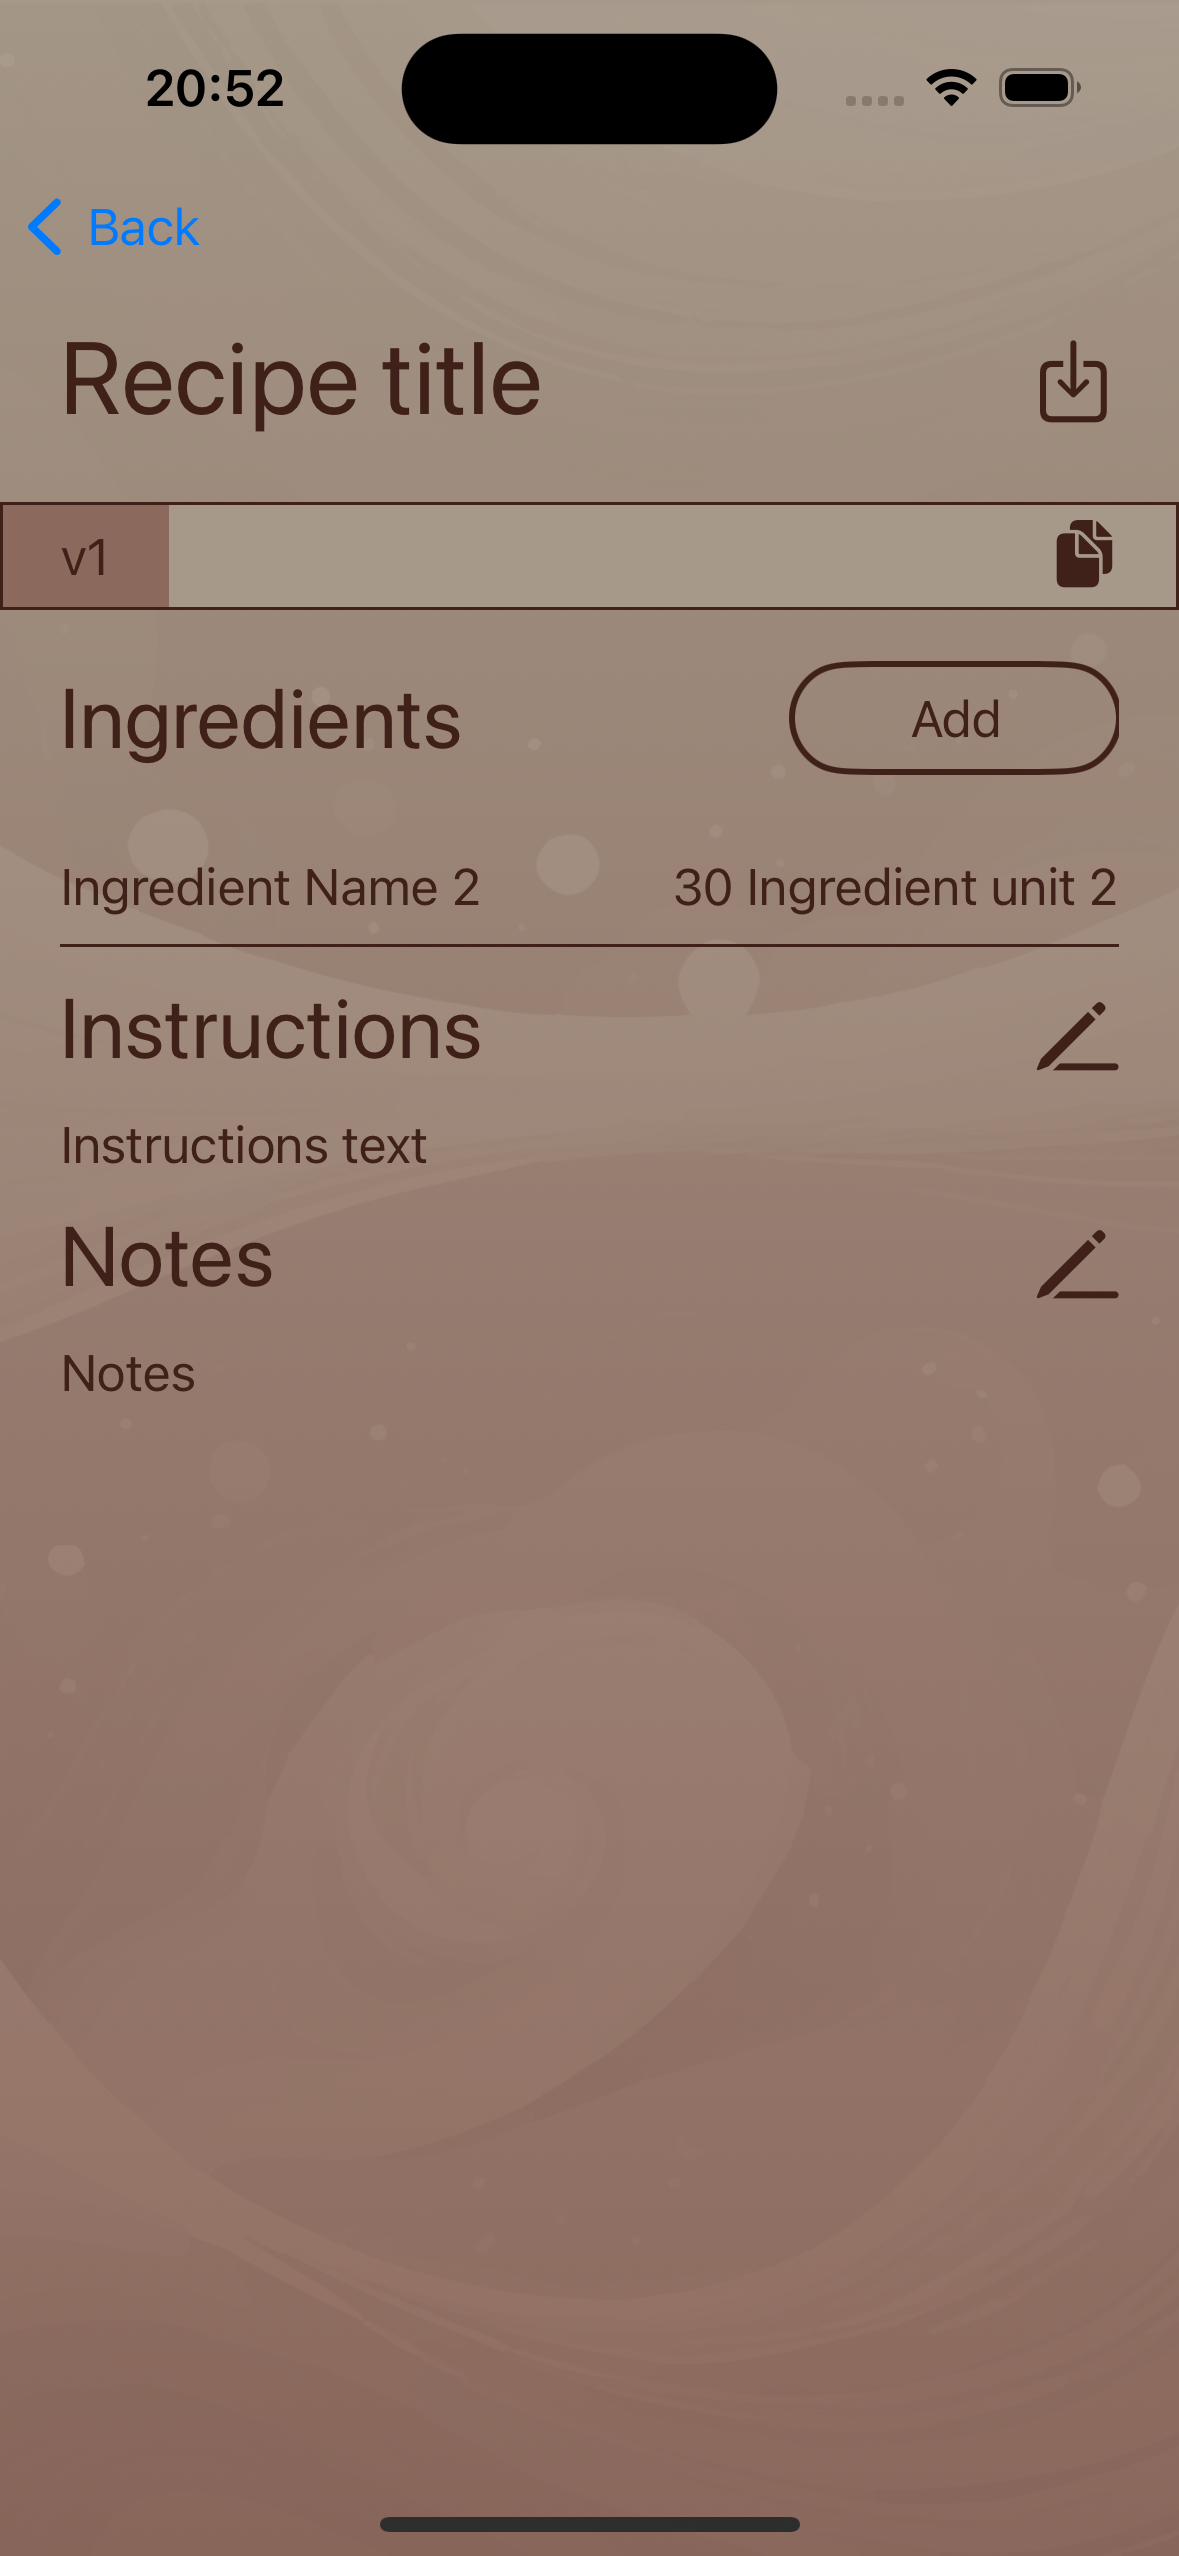 20:52
Back
Recipe title
v1
Ingredients
Add
Ingredient Name 2
30 Ingredient unit 2
Instructions
Instructions text
Notes
Notes